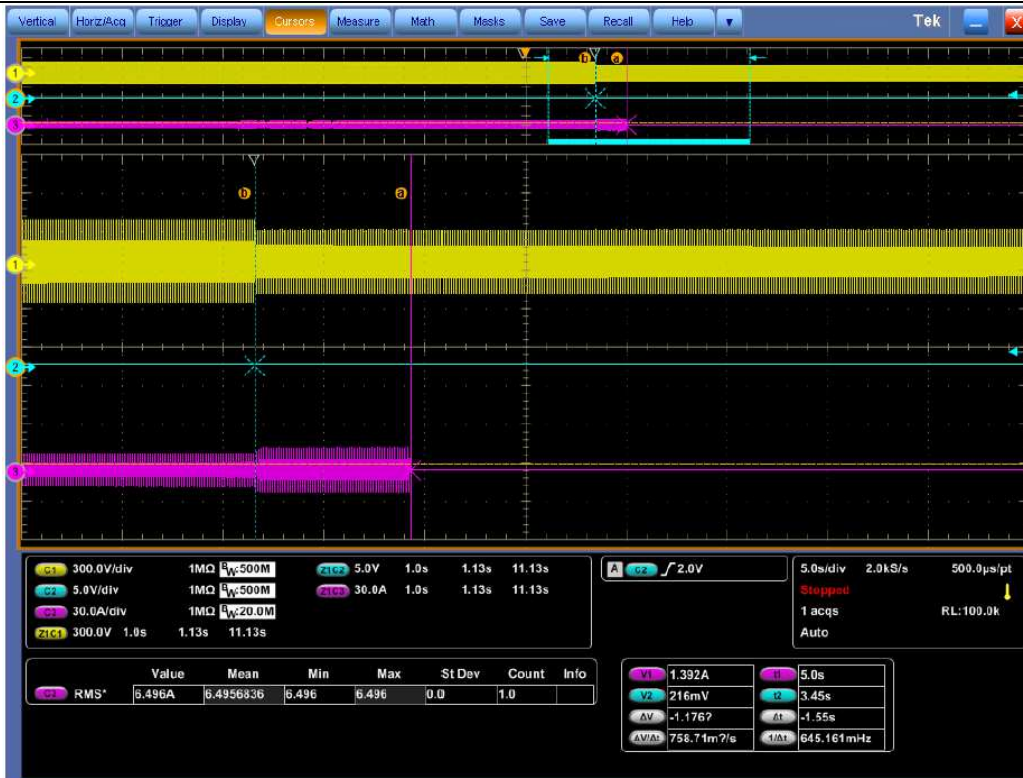 Vertical Horiz/Acq Trigger Display Cursors Measure Math Masks Save Recall Help Tek X
b a
1
2
3
b a
1
2
3
C1 300.0V/div 1MΩ BW:500M Z1C2 5.0V 1.0s 1.13s 11.13s A C2 2.0V 5.0s/div 2.0kS/s 500.0µs/pt
C2 5.0V/div 1MΩ BW:500M Z1C3 30.0A 1.0s 1.13s 11.13s Stopped
C3 30.0A/div 1MΩ BW:20.0M 1 acqs RL:100.0k
Z1C1 300.0V 1.0s 1.13s 11.13s Auto
Value Mean Min Max St Dev Count Info
C3 RMS* 6.496A 6.4956836 6.496 6.496 0.0 1.0
V1 1.392A t1 5.0s
V2 216mV t2 3.45s
ΔV -1.176? Δt -1.55s
ΔV/Δt 758.71m?/s 1/Δt 645.161mHz